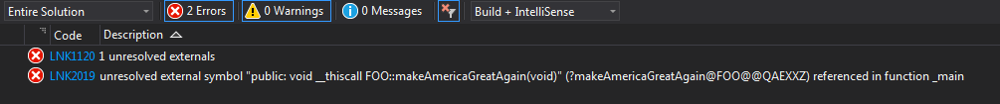 Entire Solution 2 Errors 0 Warnings 0 Messages Build + IntelliSense
Code Description
LNK1120 1 unresolved externals
LNK2019 unresolved external symbol "public: void __thiscall FOO::makeAmericaGreatAgain(void)" (?makeAmericaGreatAgain@FOO@@QAEXXZ) referenced in function _main